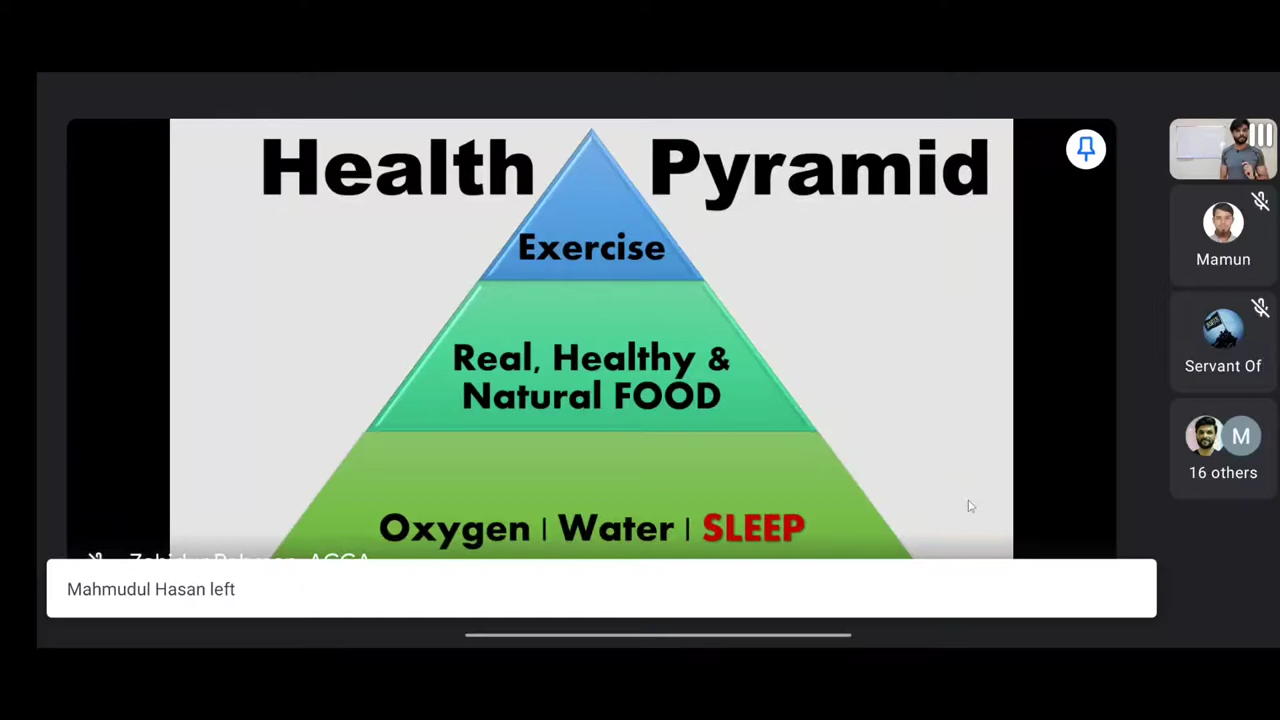 Health Pyramid
Exercise
Real, Healthy &
Natural FOOD
Oxygen | Water | SLEEP
Mahmudul Hasan left
Mamun
Servant Of
M
16 others